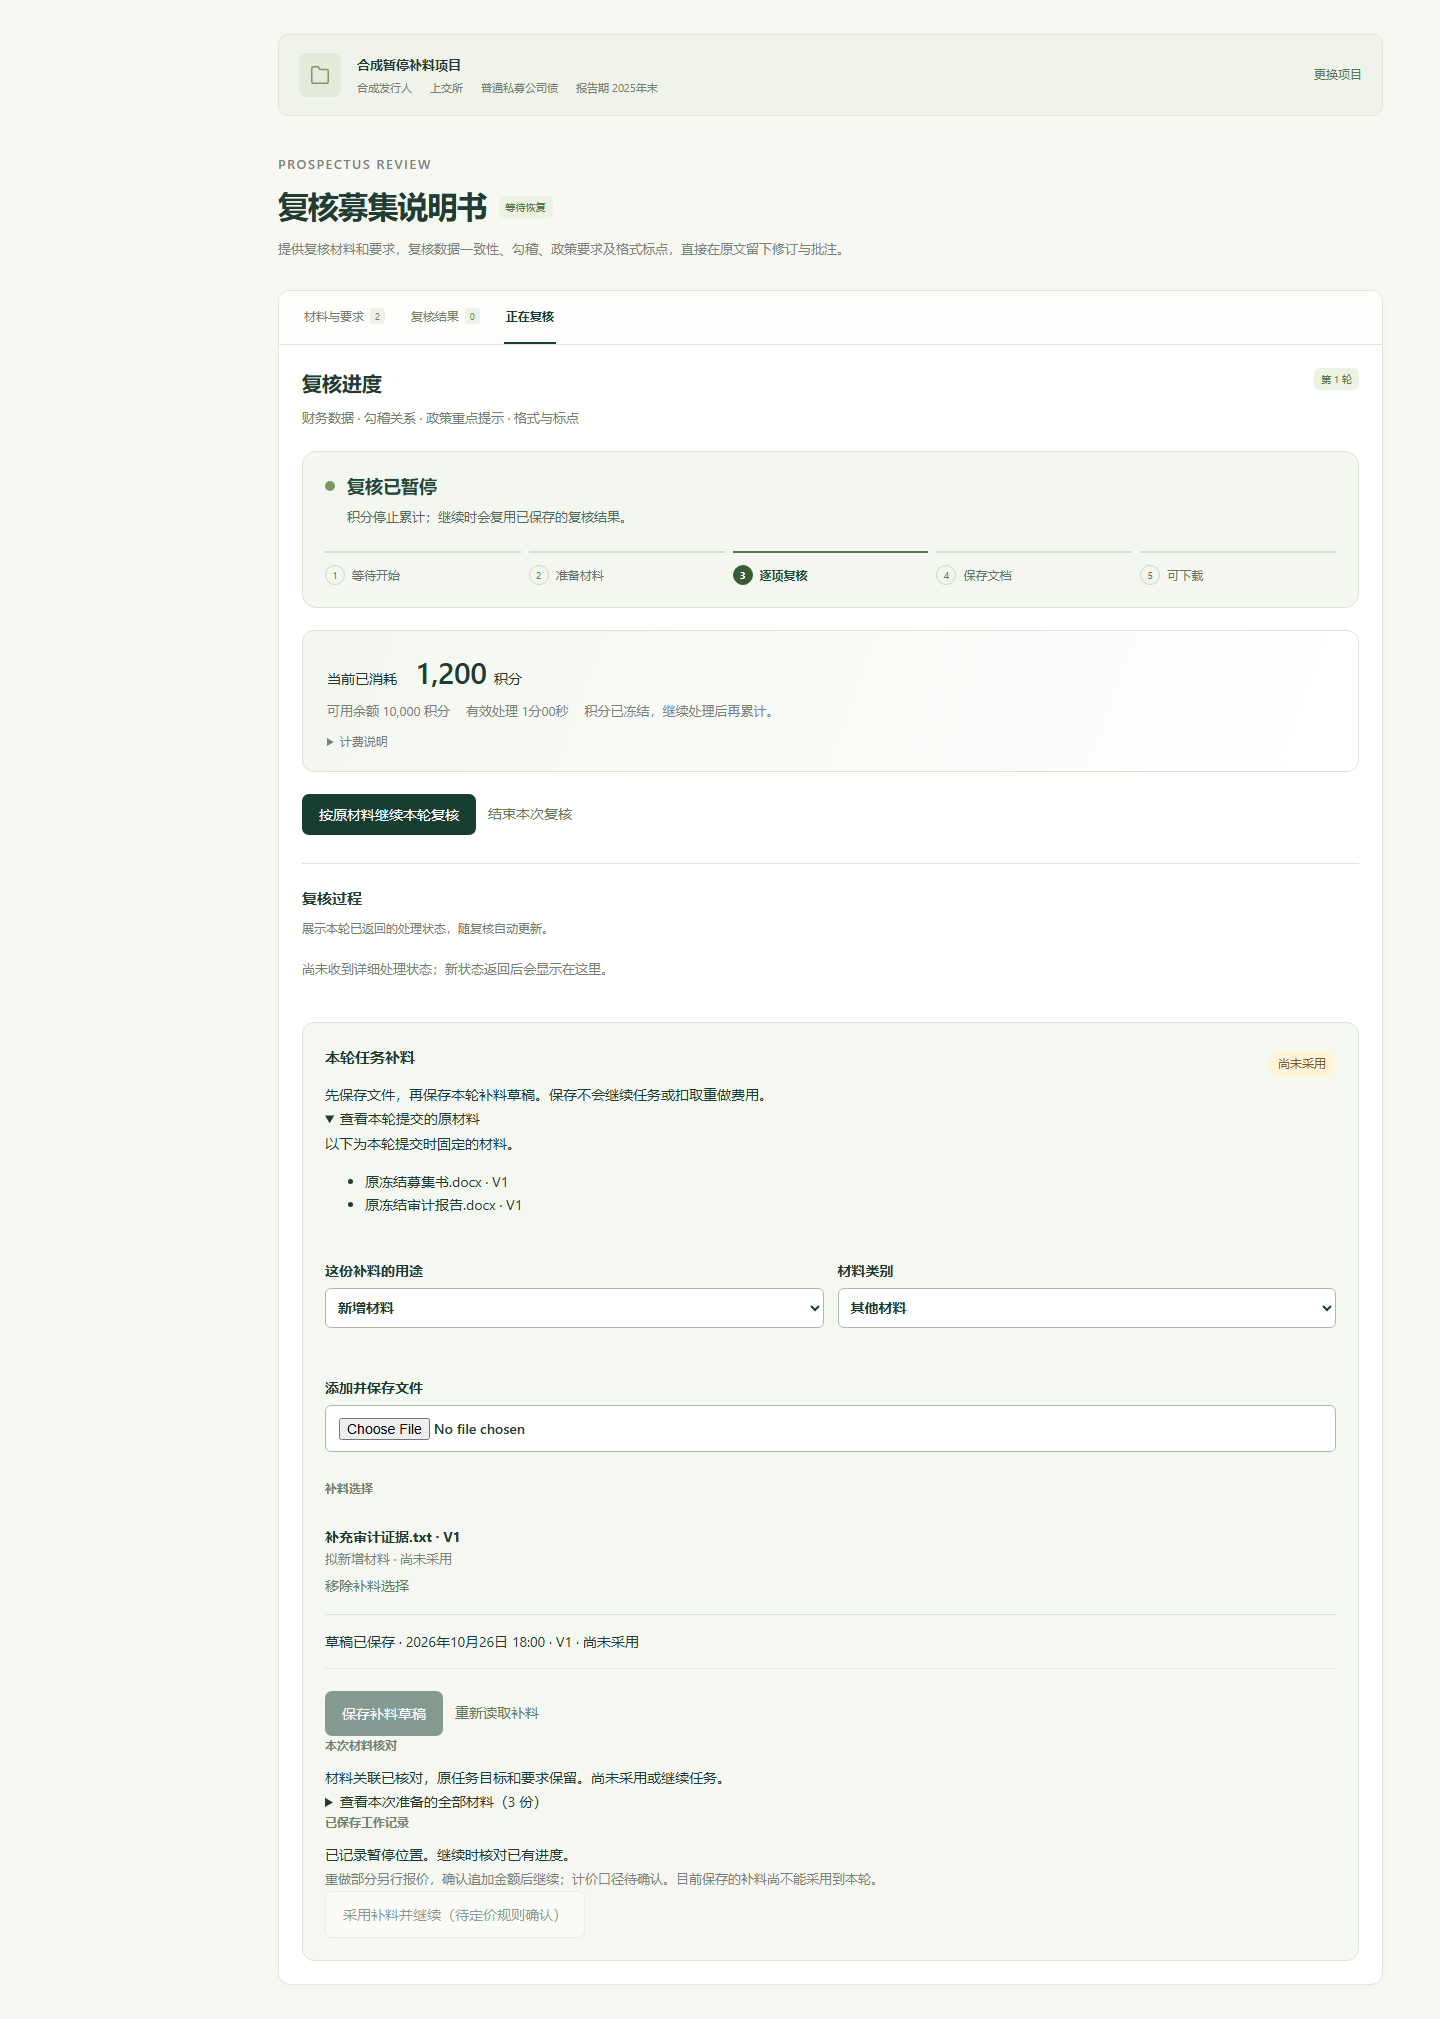 合成暂停补料项目
合成发行人 上交所 普通私募公司债 报告期 2025年末
更换项目
PROSPECTUS REVIEW
复核募集说明书 等待恢复
提供复核材料和要求，复核数据一致性、勾稽、政策要求及格式标点，直接在原文留下修订与批注。
材料与要求 2 复核结果 0 正在复核
复核进度
第 1 轮
财务数据 · 勾稽关系 · 政策重点提示 · 格式与标点
复核已暂停
积分停止累计；继续时会复用已保存的复核结果。
1 等待开始 2 准备材料 3 逐项复核 4 保存文档 5 可下载
当前已消耗 1,200 积分
可用余额 10,000 积分 有效处理 1分00秒 积分已冻结，继续处理后再累计。
计费说明
按原材料继续本轮复核 结束本次复核
复核过程
展示本轮已返回的处理状态，随复核自动更新。
尚未收到详细处理状态；新状态返回后会显示在这里。
本轮任务补料
尚未采用
先保存文件，再保存本轮补料草稿。保存不会继续任务或扣取重做费用。
查看本轮提交的原材料
以下为本轮提交时固定的材料。
原冻结募集书.docx · V1
原冻结审计报告.docx · V1
这份补料的用途 材料类别
新增材料 其他材料
添加并保存文件
Choose File No file chosen
补料选择
补充审计证据.txt · V1
拟新增材料 · 尚未采用
移除补料选择
草稿已保存 · 2026年10月26日 18:00 · V1 · 尚未采用
保存补料草稿 重新读取补料
本次材料核对
材料关联已核对，原任务目标和要求保留。尚未采用或继续任务。
查看本次准备的全部材料（3 份）
已保存工作记录
已记录暂停位置。继续时核对已有进度。
重做部分另行报价，确认追加金额后继续；计价口径待确认。目前保存的补料尚不能采用到本轮。
采用补料并继续（待定价规则确认）